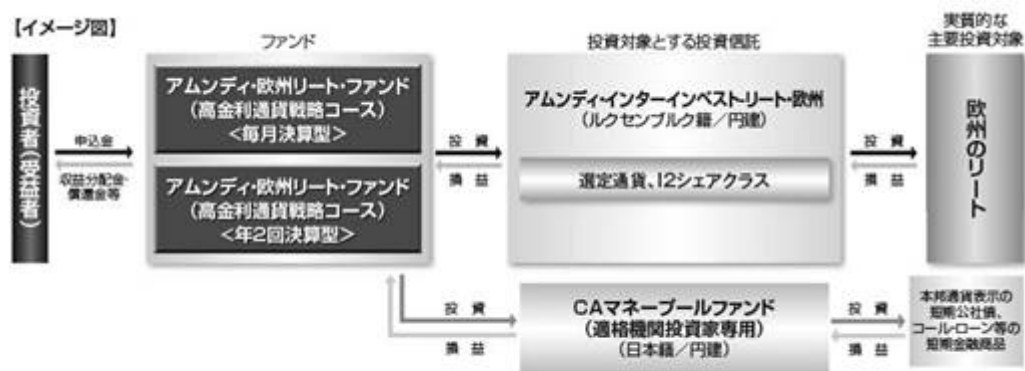 【イメージ図】
ファンド
投資対象とする投資信託
実質的な
主要投資対象
投資者(受益者)
申込金
収益分配金・
償還金等
アムンディ・欧州リート・ファンド
(高金利通貨戦略コース)
<毎月決算型>
アムンディ・欧州リート・ファンド
(高金利通貨戦略コース)
<年2回決算型>
投 資
損 益
アムンディ・インターインベスト・リート・欧州
(ルクセンブルク籍/円建)
選定通貨、I2シェアクラス
投 資
損 益
欧州のリート
投 資
損 益
CAマネープールファンド
(適格機関投資家専用)
(日本籍/円建)
投 資
損 益
本邦通貨表示の
短期公社債、
コール・ローン等の
短期金融商品